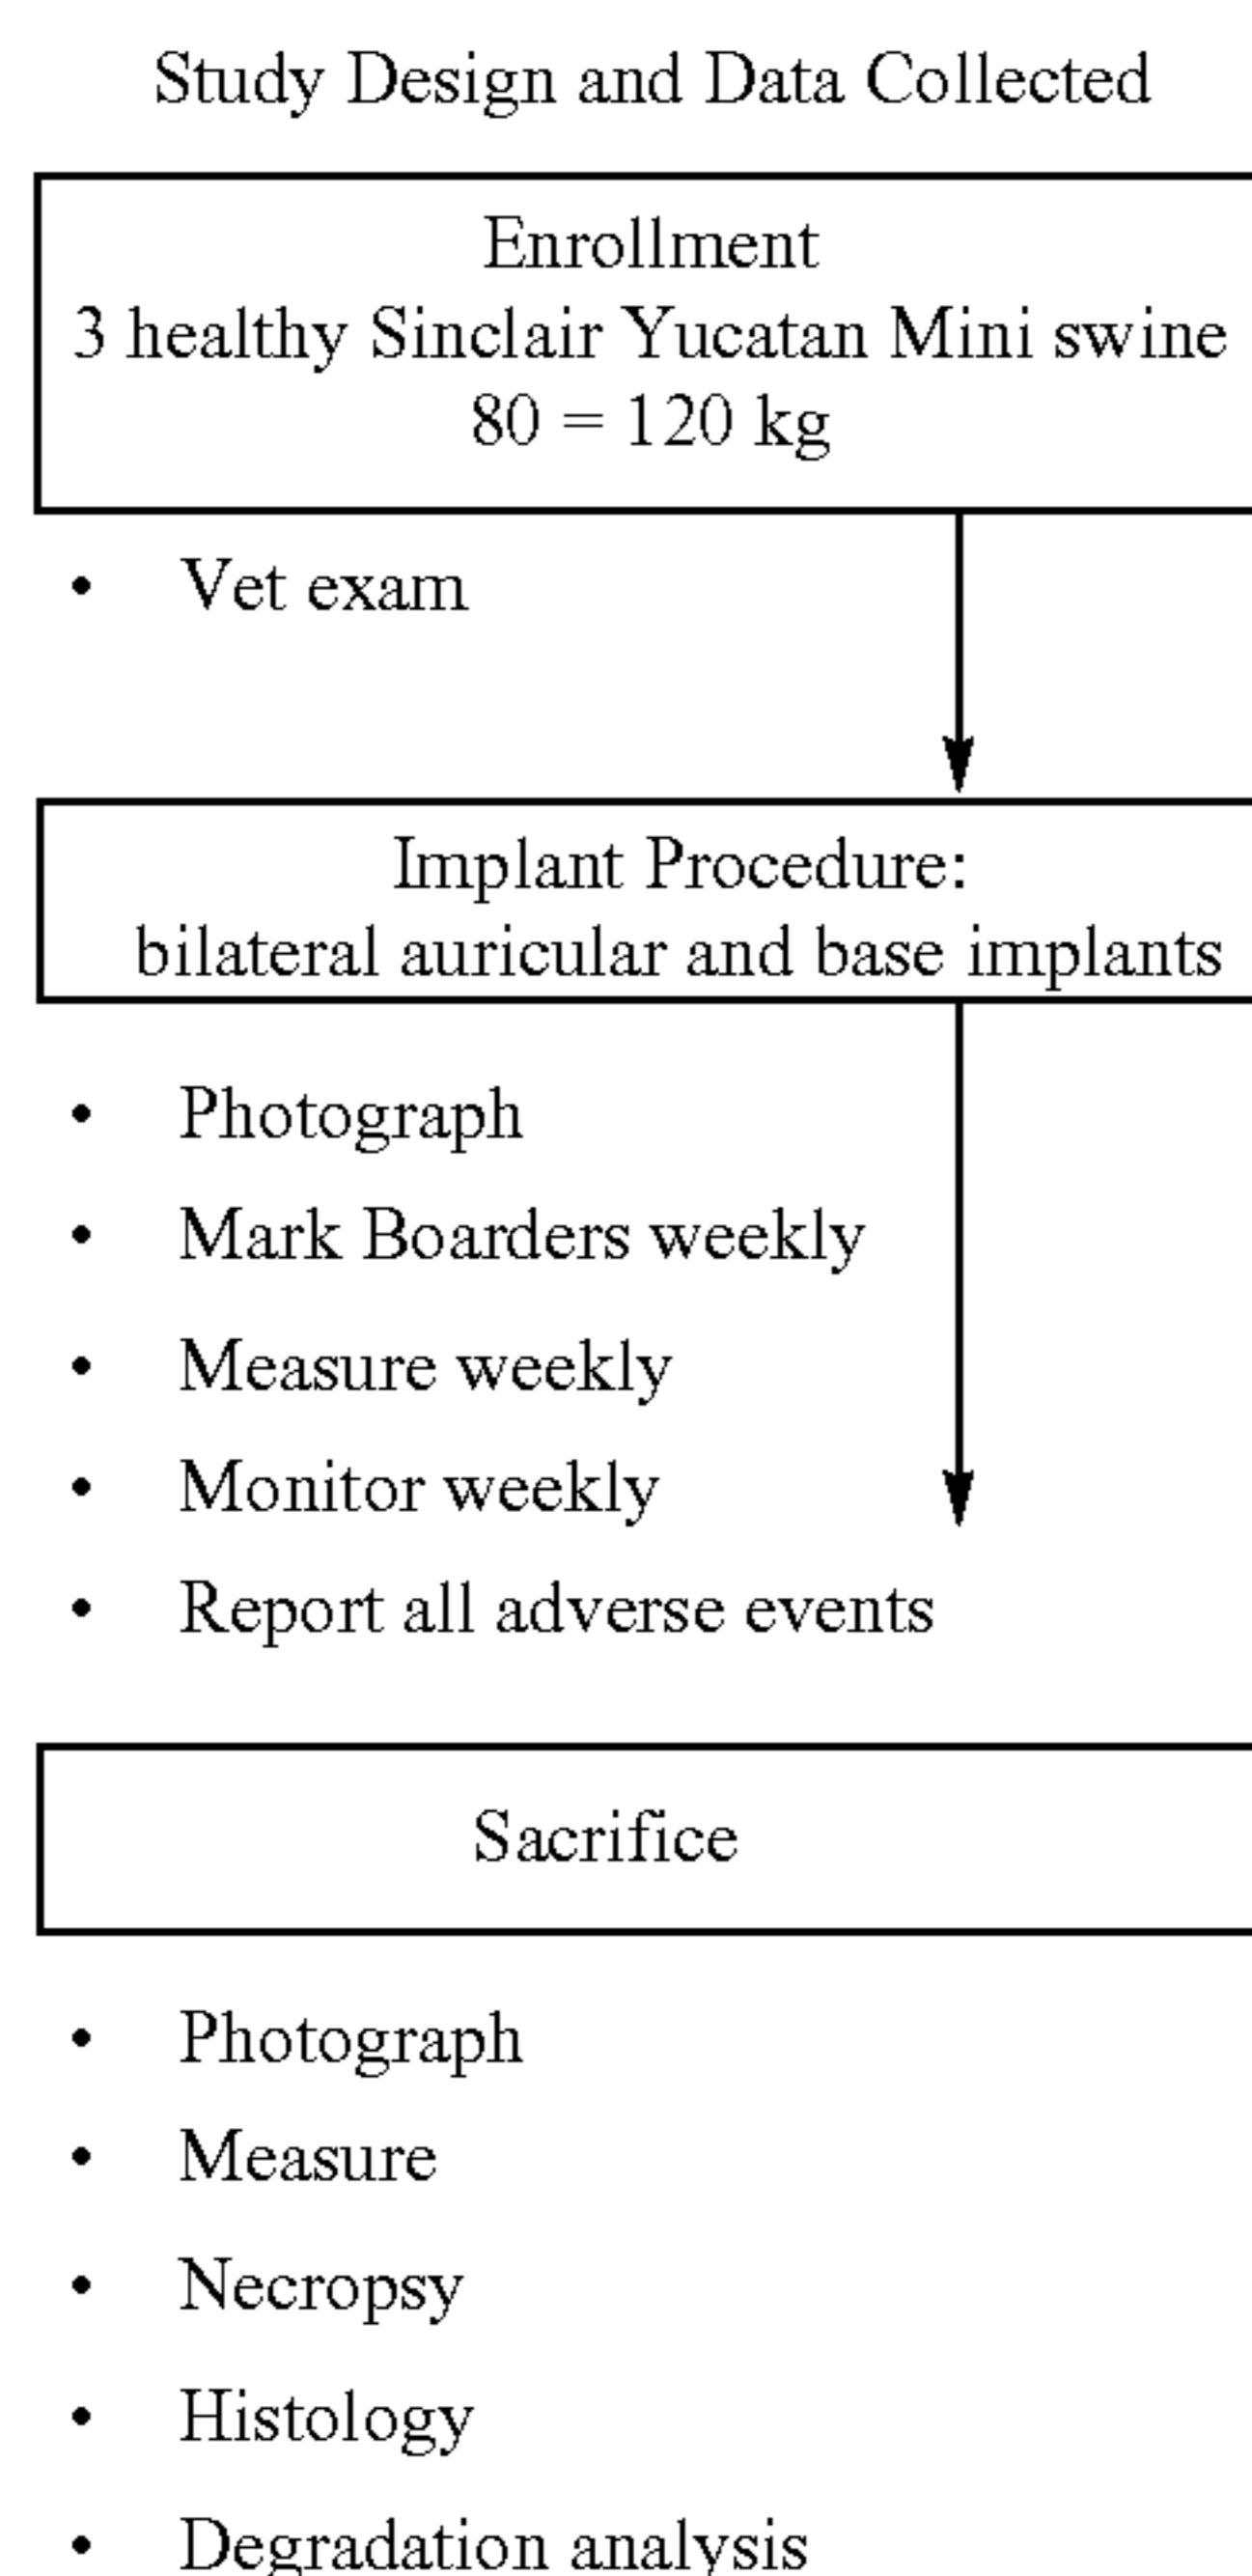 Study Design and Data Collected
Enrollment
3 healthy Sinclair Yucatan Mini swine
80 = 120 kg
• Vet exam
Implant Procedure:
bilateral auricular and base implants
• Photograph
• Mark Boarders weekly
• Measure weekly
• Monitor weekly
• Report all adverse events
Sacrifice
• Photograph
• Measure
• Necropsy
• Histology
• Degradation analysis